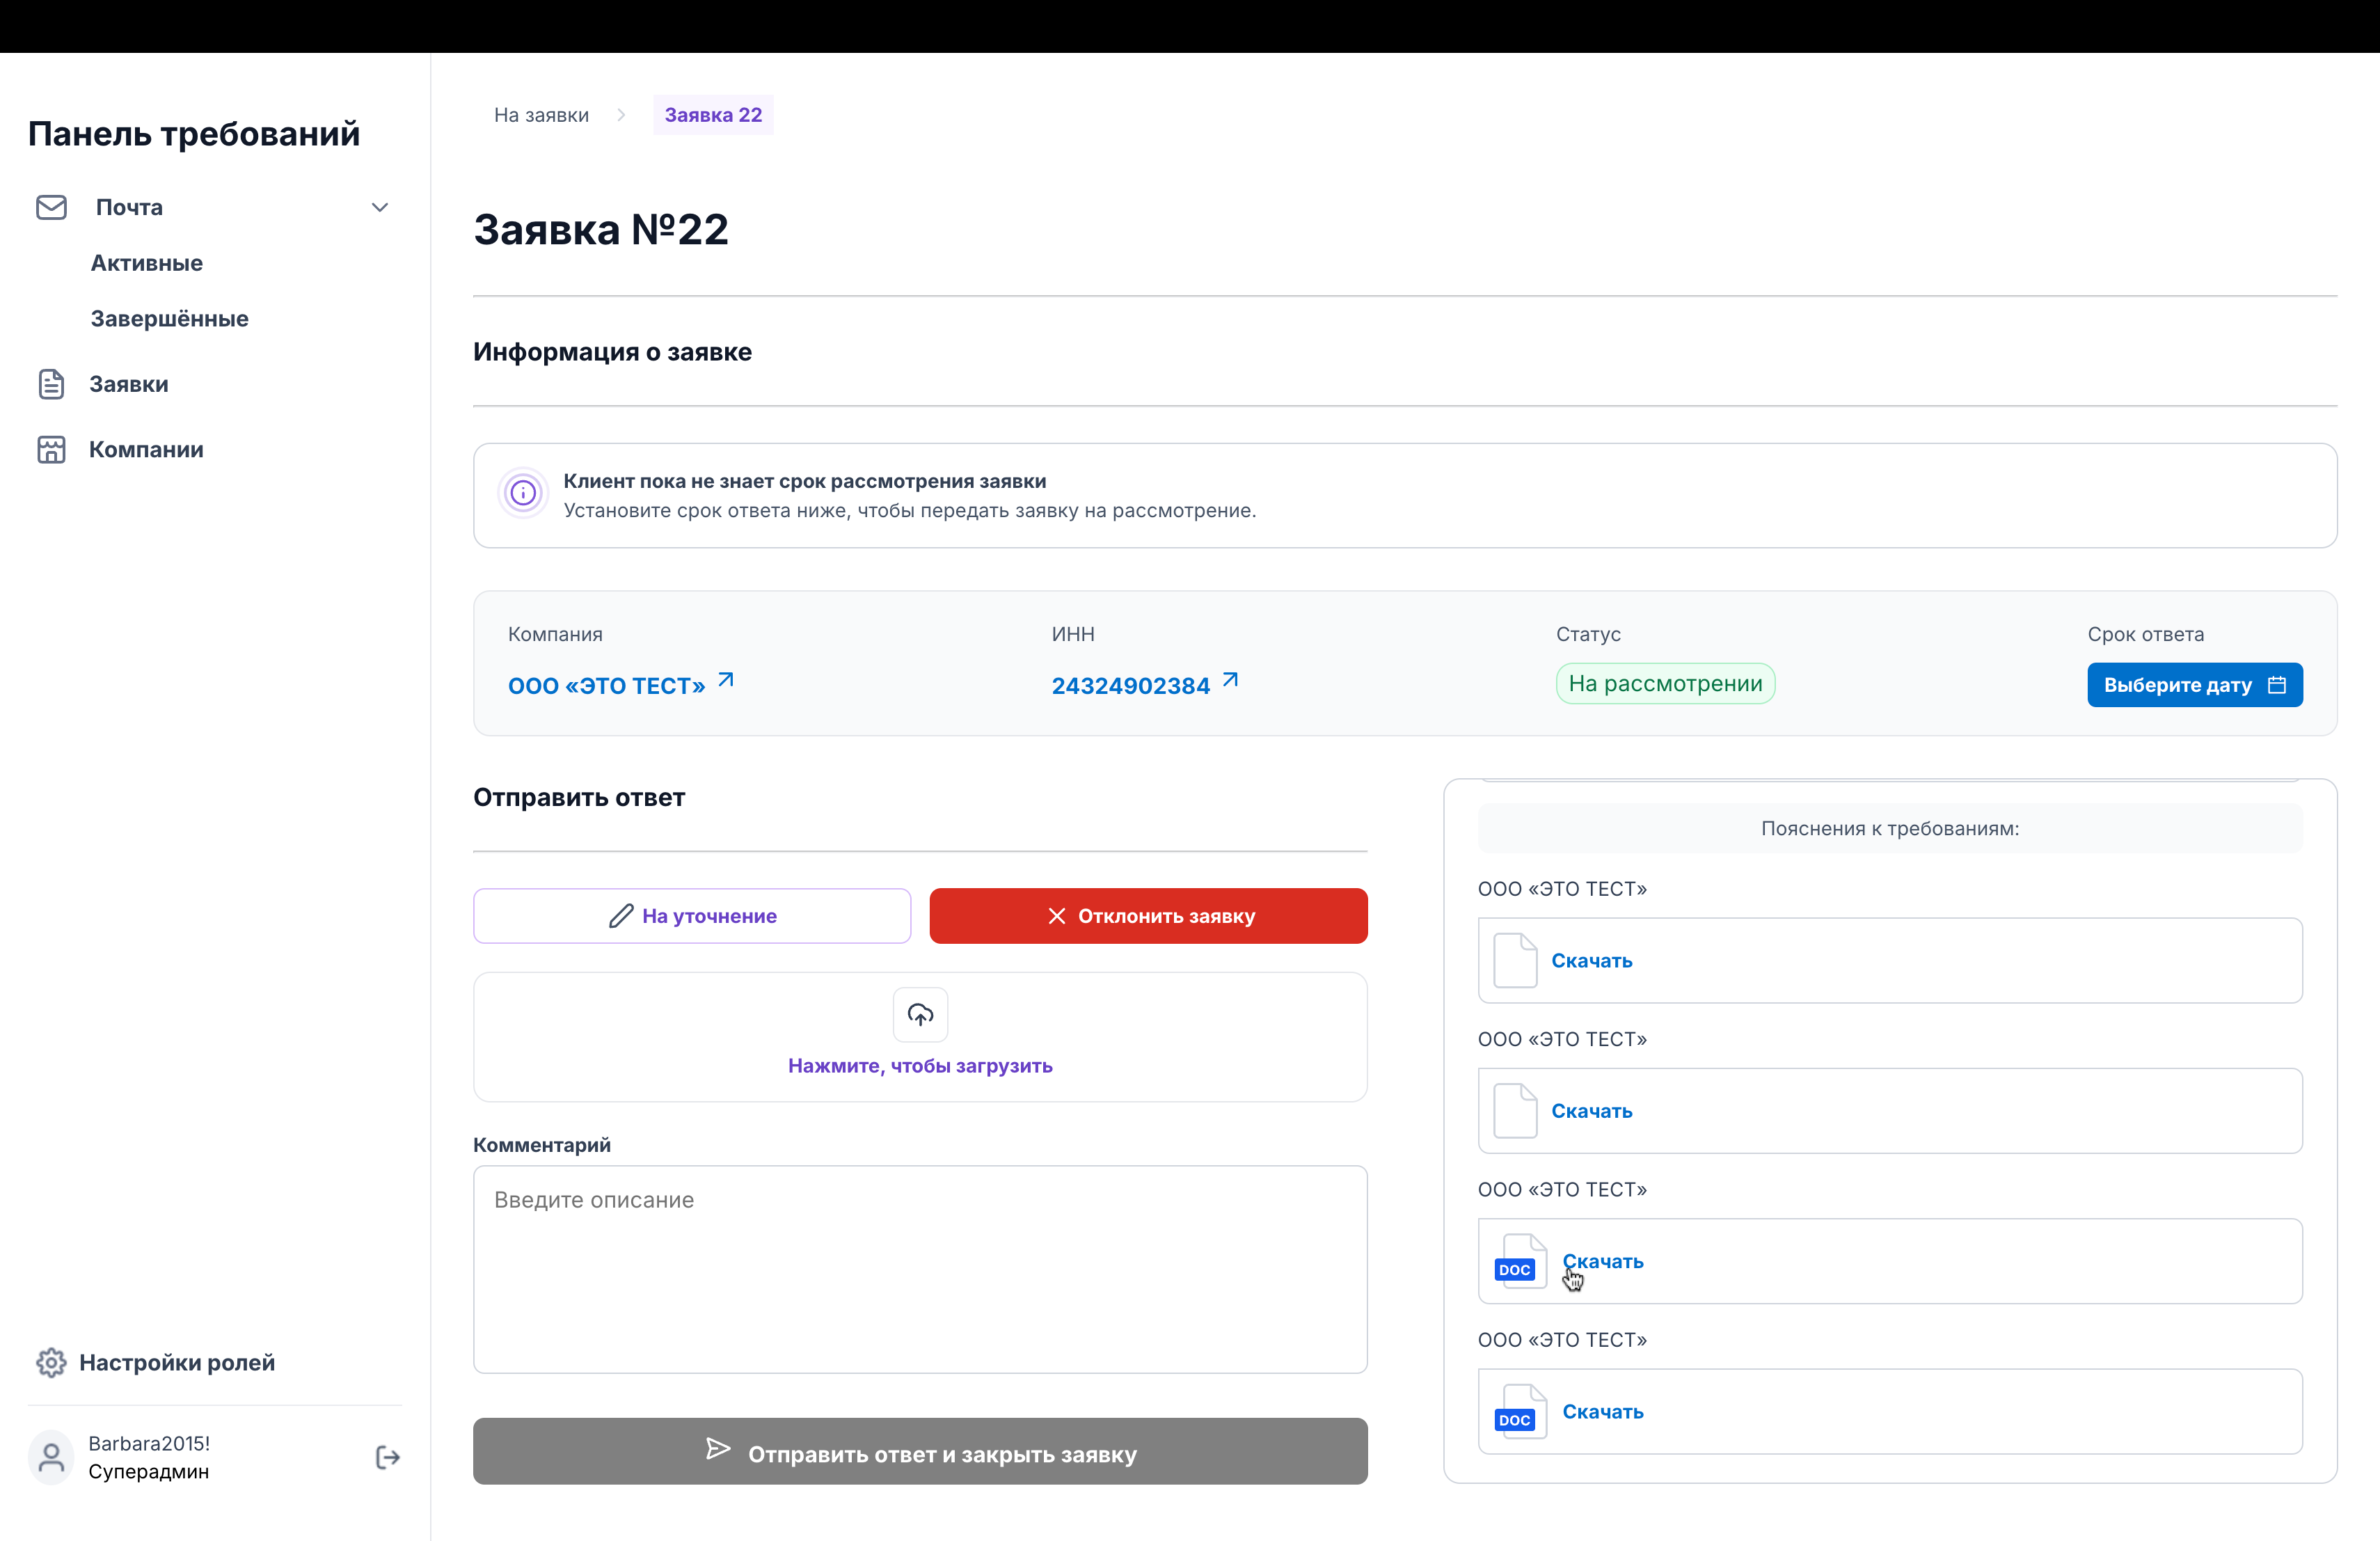 Панель требований
Почта
Активные
Завершённые
Заявки
Компании
Настройки ролей
Barbara2015!
Суперадмин
На заявки
Заявка 22
Заявка №22
Информация о заявке
Клиент пока не знает срок рассмотрения заявки
Установите срок ответа ниже, чтобы передать заявку на рассмотрение.
Компания
ООО «ЭТО ТЕСТ»
ИНН
24324902384
Статус
На рассмотрении
Срок ответа
Выберите дату
Отправить ответ
На уточнение
Отклонить заявку
Нажмите, чтобы загрузить
Комментарий
Введите описание
Отправить ответ и закрыть заявку
Пояснения к требованиям:
ООО «ЭТО ТЕСТ»
Скачать
ООО «ЭТО ТЕСТ»
Скачать
ООО «ЭТО ТЕСТ»
DOC
Скачать
ООО «ЭТО ТЕСТ»
DOC
Скачать